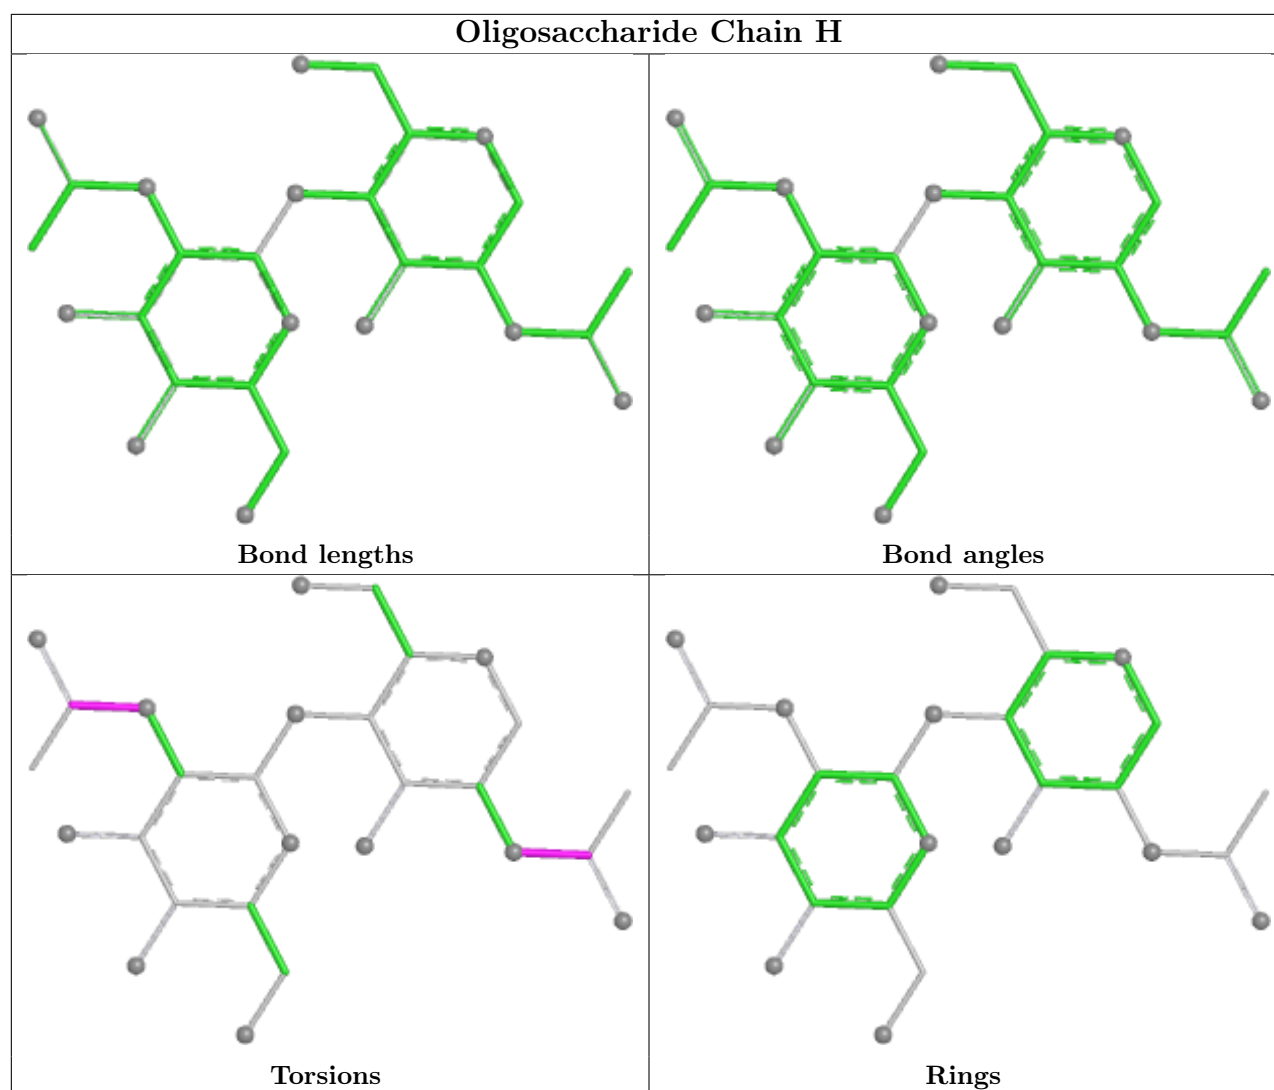 Oligosaccharide Chain H
Bond lengths
Bond angles
Torsions
Rings